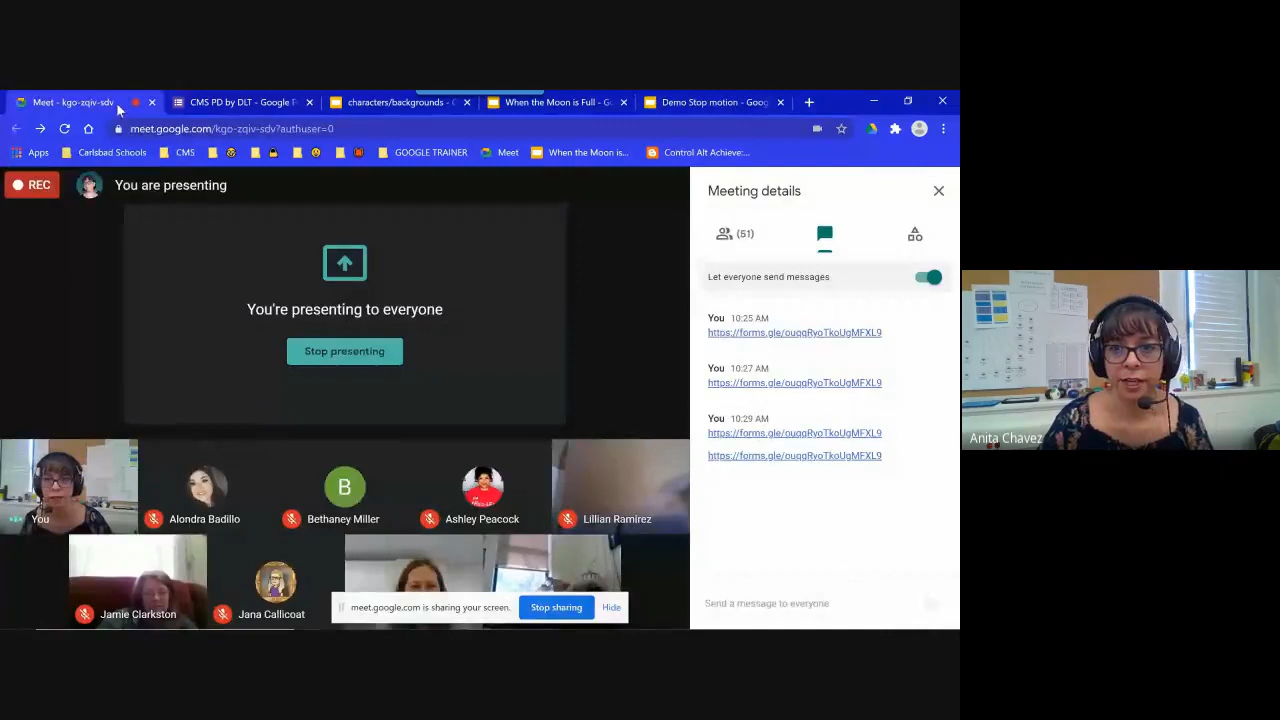 Meet - kgo-zqiv-sdv
CMS PD by DLT - Google F
characters/backgrounds - G
When the Moon is Full - Go
Demo Stop motion - Goog
meet.google.com/kgo-zqiv-sdv?authuser=0
Apps
Carlsbad Schools
CMS
GOOGLE TRAINER
Meet
When the Moon is...
Control Alt Achieve:...
REC
You are presenting
Meeting details
(51)
Let everyone send messages
You're presenting to everyone
Stop presenting
You 10:25 AM
https://forms.gle/ouqqRyoTkoUgMFXL9
You 10:27 AM
https://forms.gle/ouqqRyoTkoUgMFXL9
You 10:29 AM
https://forms.gle/ouqqRyoTkoUgMFXL9
https://forms.gle/ouqqRyoTkoUgMFXL9
Anita Chavez
You
Alondra Badillo
B
Bethaney Miller
Ashley Peacock
Lillian Ramirez
Jamie Clarkston
Jana Callicoat
meet.google.com is sharing your screen.
Stop sharing
Hide
Send a message to everyone